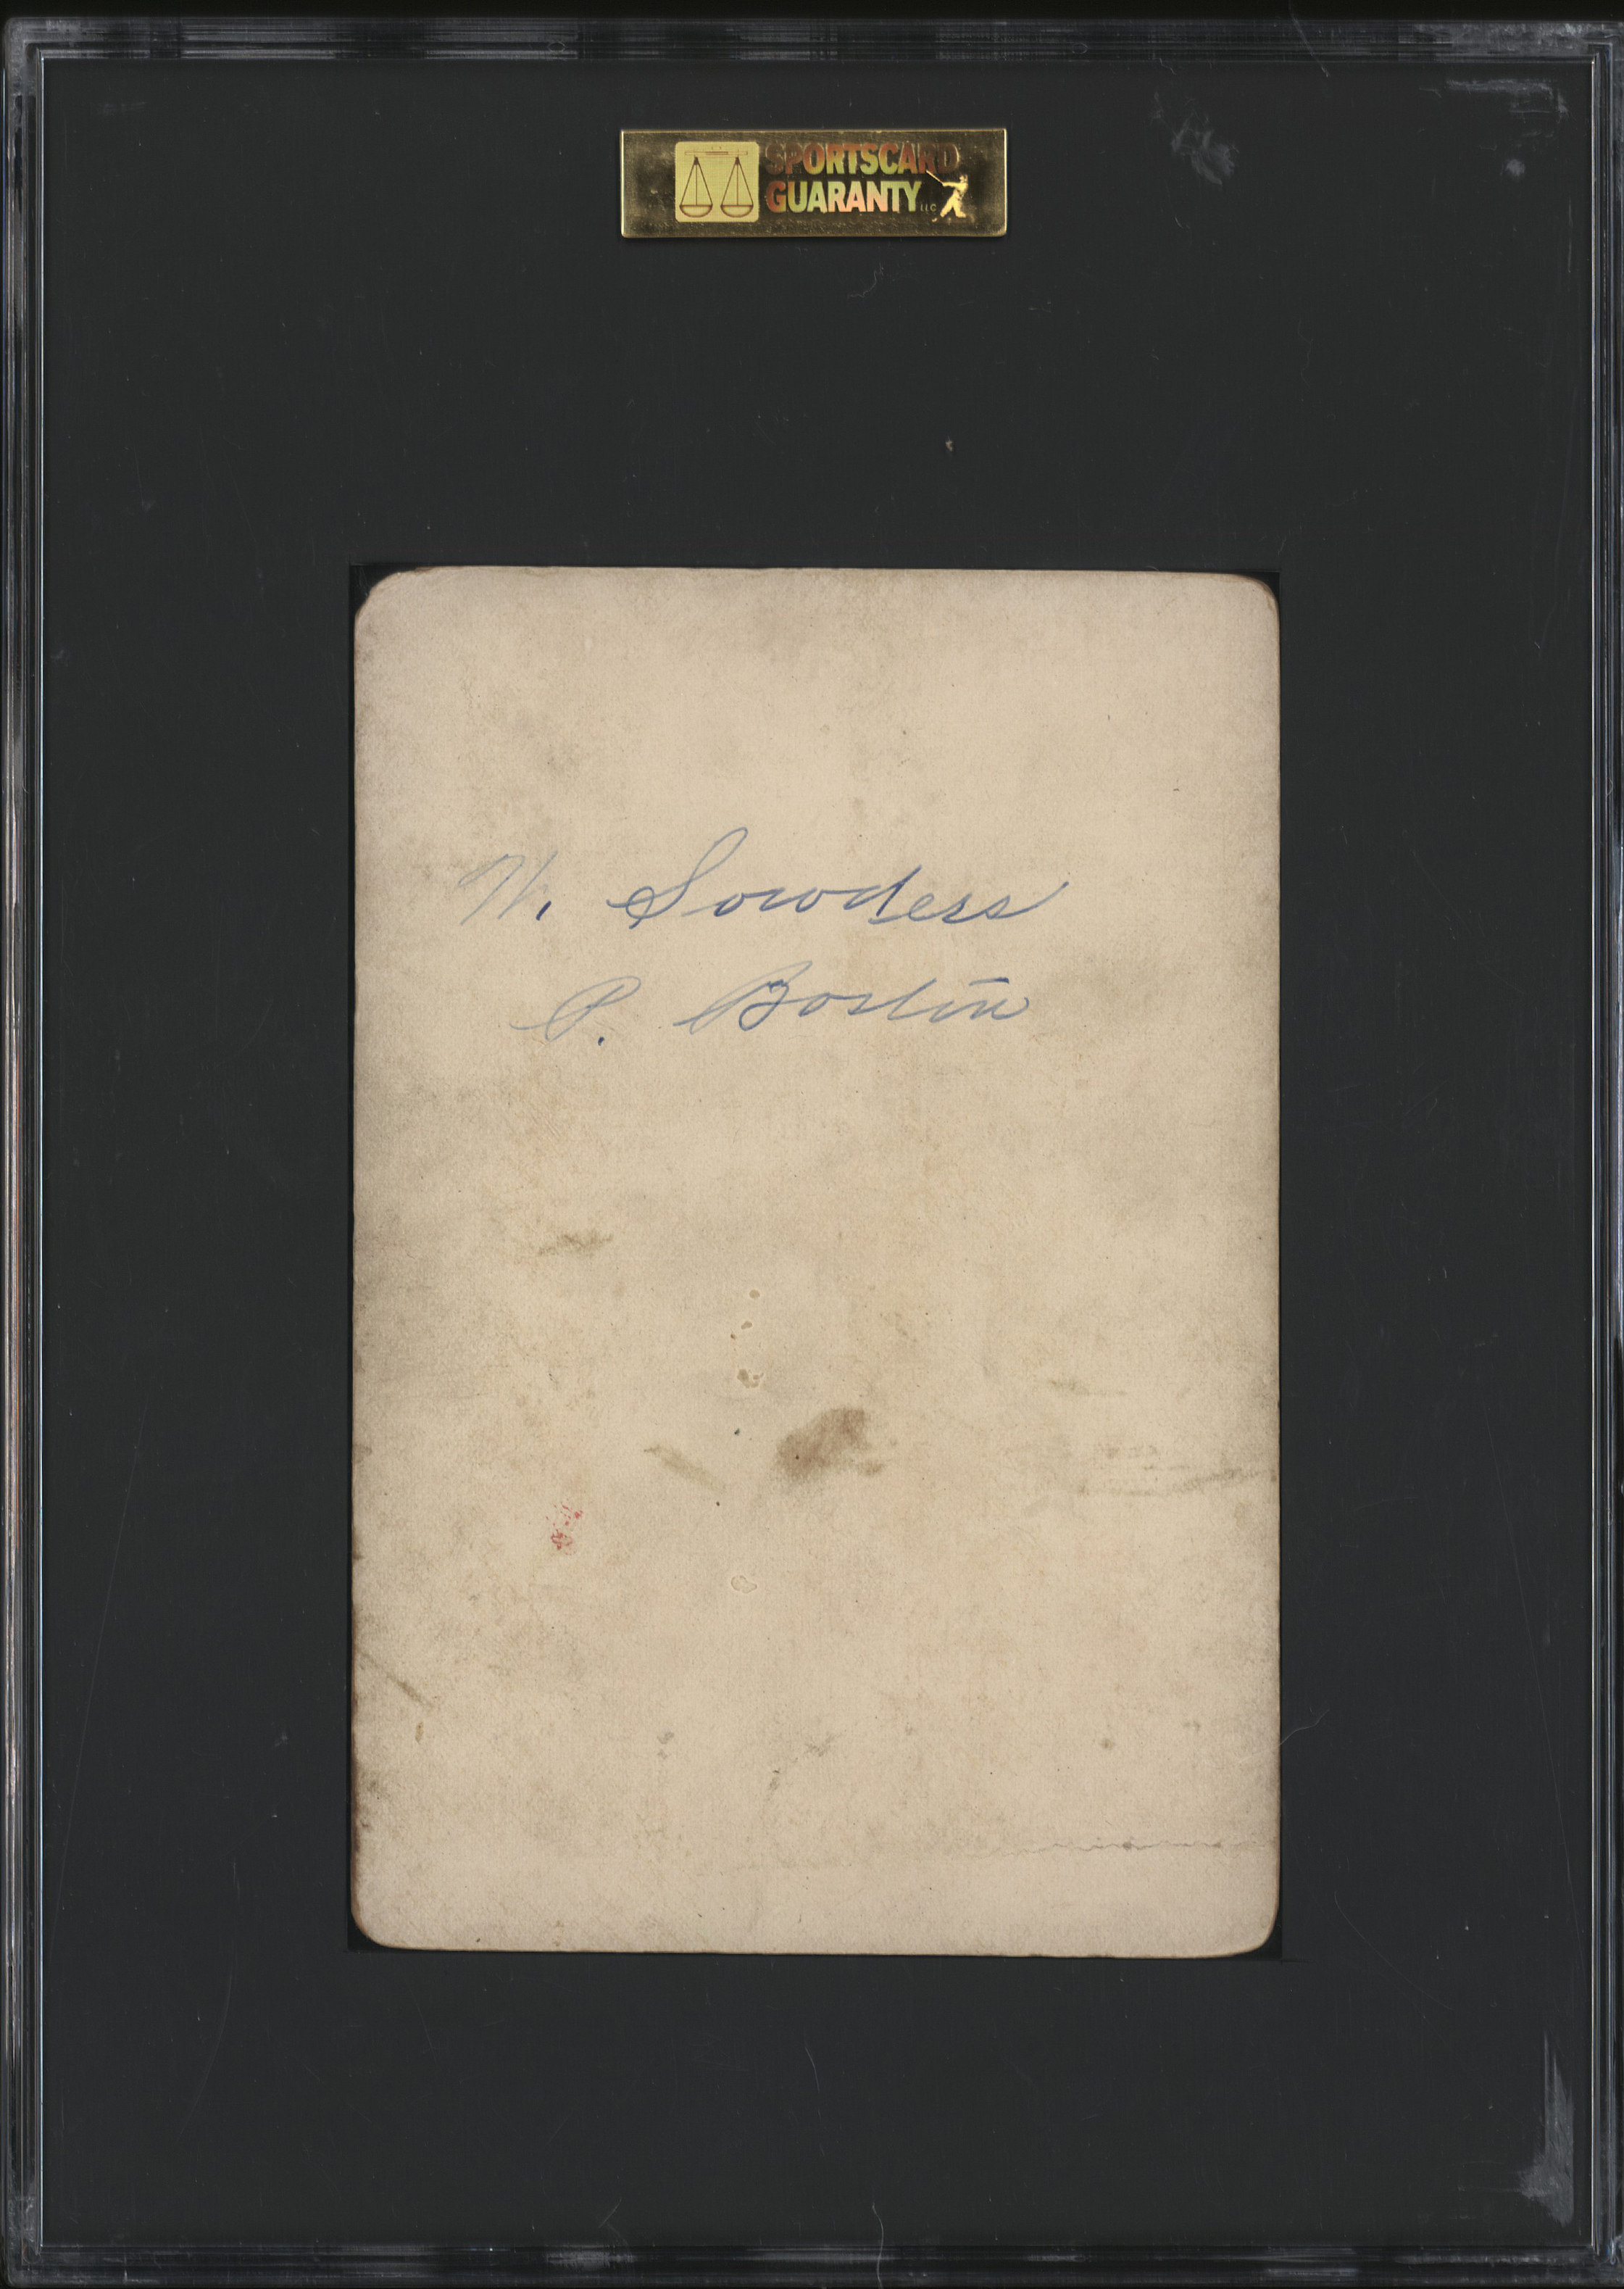 SPORTSCARD
GUARANTY LLC
W. Sowders
P. Boston